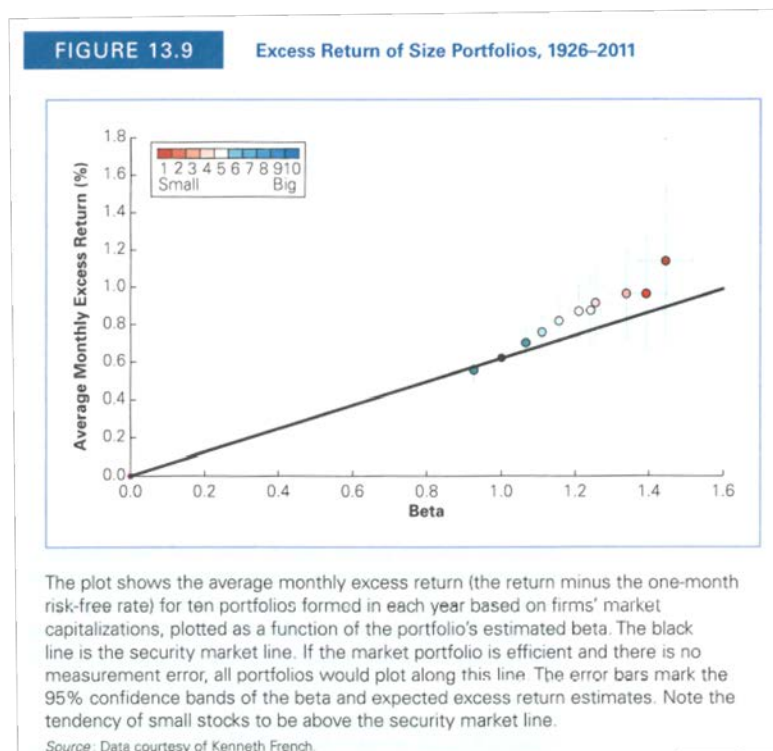 FIGURE 13.9 Excess Return of Size Portfolios, 1926–2011
1.8
1.6
1.4
1.2
1.0
0.8
0.6
0.4
0.2
0.0
Average Monthly Excess Return (%)
1 2 3 4 5 6 7 8 9 10
Small Big
0.0 0.2 0.4 0.6 0.8 1.0 1.2 1.4 1.6
Beta
The plot shows the average monthly excess return (the return minus the one-month
risk-free rate) for ten portfolios formed in each year based on firms' market
capitalizations, plotted as a function of the portfolio's estimated beta. The black
line is the security market line. If the market portfolio is efficient and there is no
measurement error, all portfolios would plot along this line. The error bars mark the
95% confidence bands of the beta and expected excess return estimates. Note the
tendency of small stocks to be above the security market line.
Source: Data courtesy of Kenneth French.